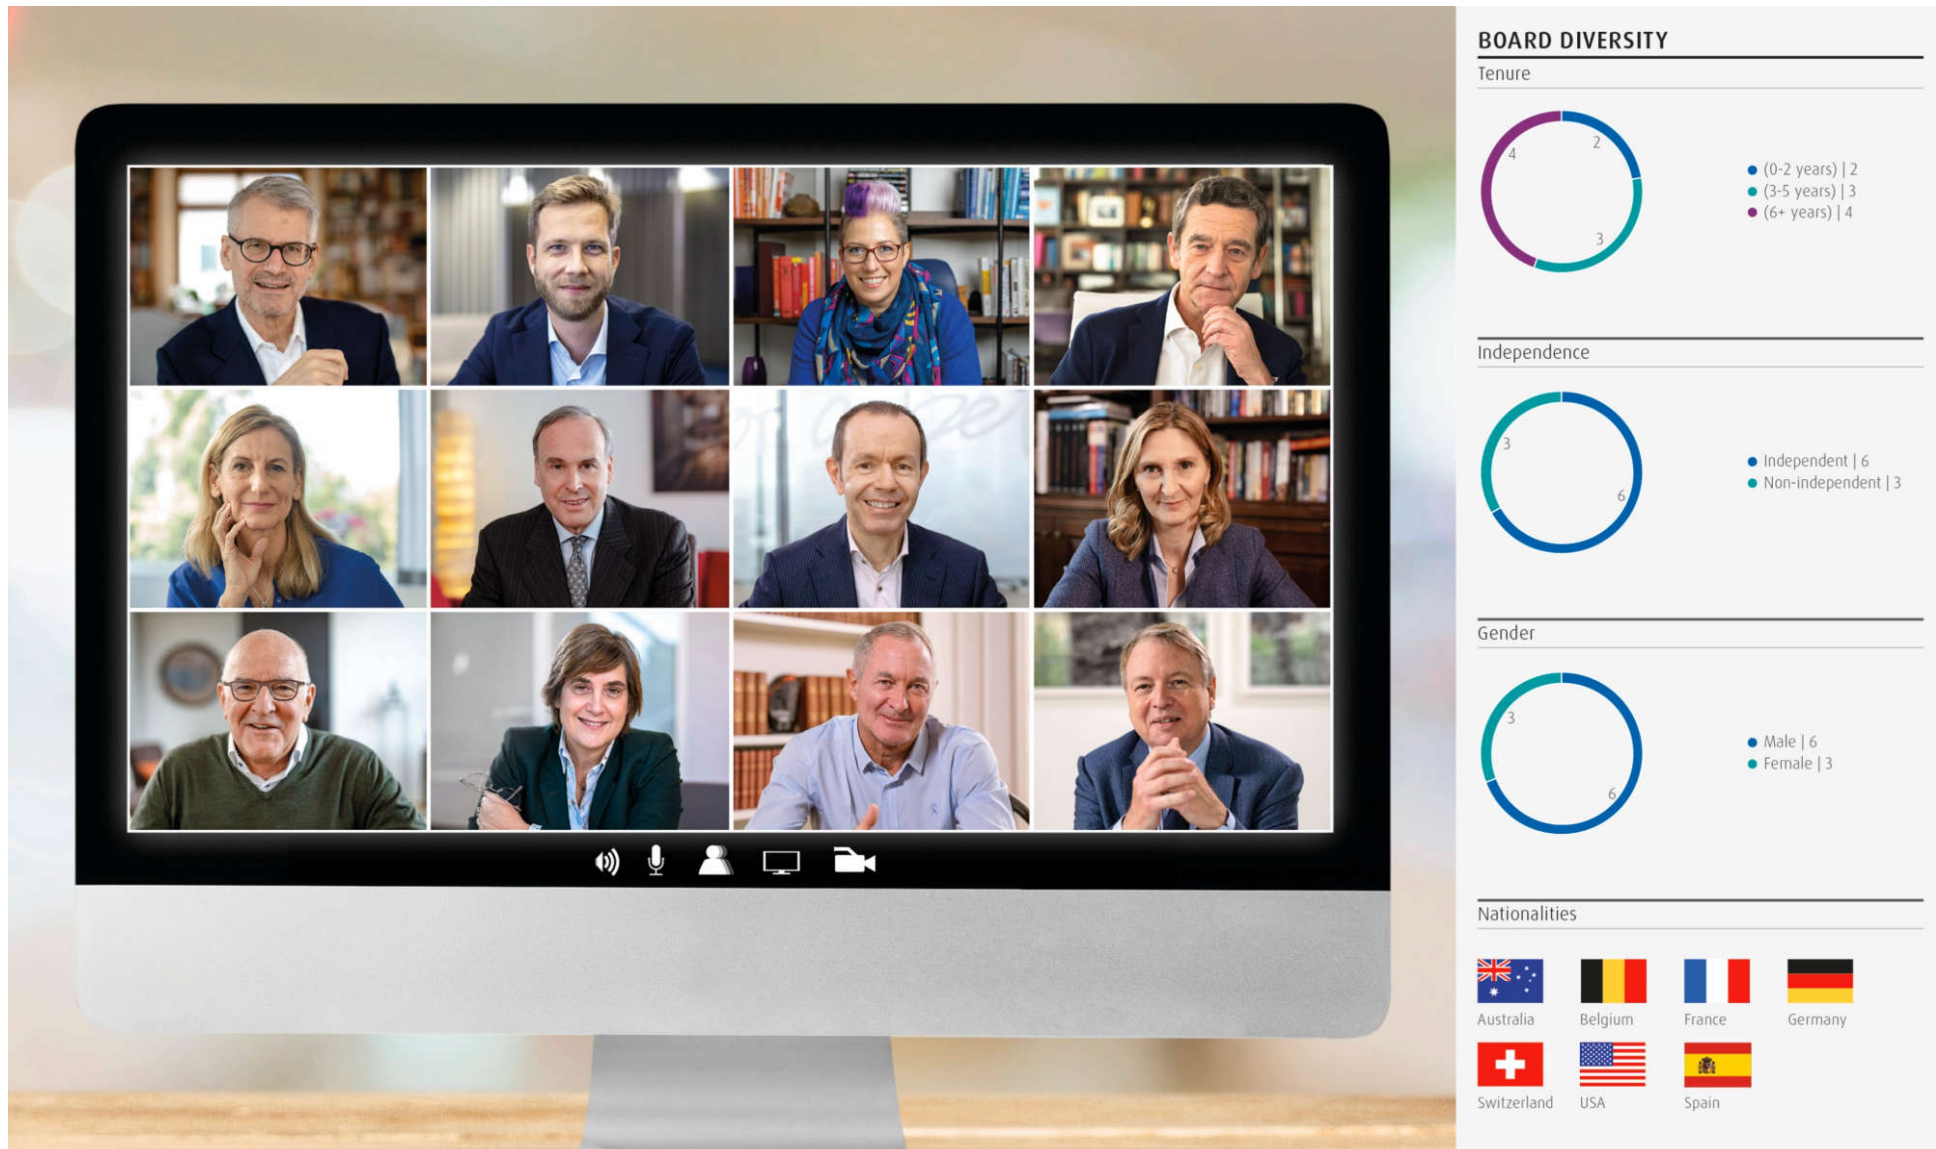 BOARD DIVERSITY
Tenure
4
2
3
(0-2 years) | 2
(3-5 years) | 3
(6+ years) | 4
Independence
3
6
Independent | 6
Non-independent | 3
Gender
3
6
Male | 6
Female | 3
Nationalities
Australia
Belgium
France
Germany
Switzerland
USA
Spain